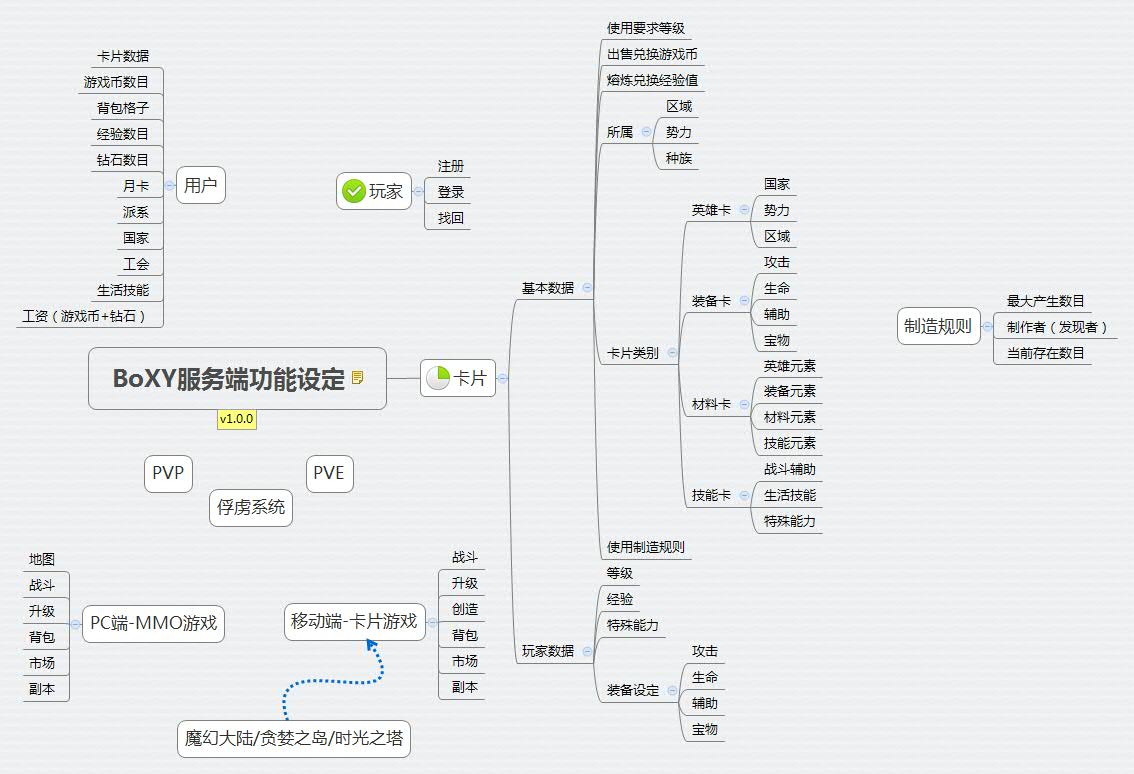 卡片数据
游戏币数目
背包格子
经验数目
钻石数目
月卡
派系
国家
工会
生活技能
工资（游戏币+钻石）
用户
玩家
注册
登录
找回
BoXY服务端功能设定
v1.0.0
卡片
基本数据
使用要求等级
出售兑换游戏币
熔炼兑换经验值
所属
区域
势力
种族
卡片类别
英雄卡
国家
势力
区域
装备卡
攻击
生命
辅助
宝物
材料卡
英雄元素
装备元素
材料元素
技能元素
技能卡
战斗辅助
生活技能
特殊能力
使用制造规则
玩家数据
等级
经验
特殊能力
装备设定
攻击
生命
辅助
宝物
制造规则
最大产生数目
制作者（发现者）
当前存在数目
PVP
PVE
俘虏系统
地图
战斗
升级
背包
市场
副本
PC端-MMO游戏
移动端-卡片游戏
战斗
升级
创造
背包
市场
副本
魔幻大陆/贪婪之岛/时光之塔